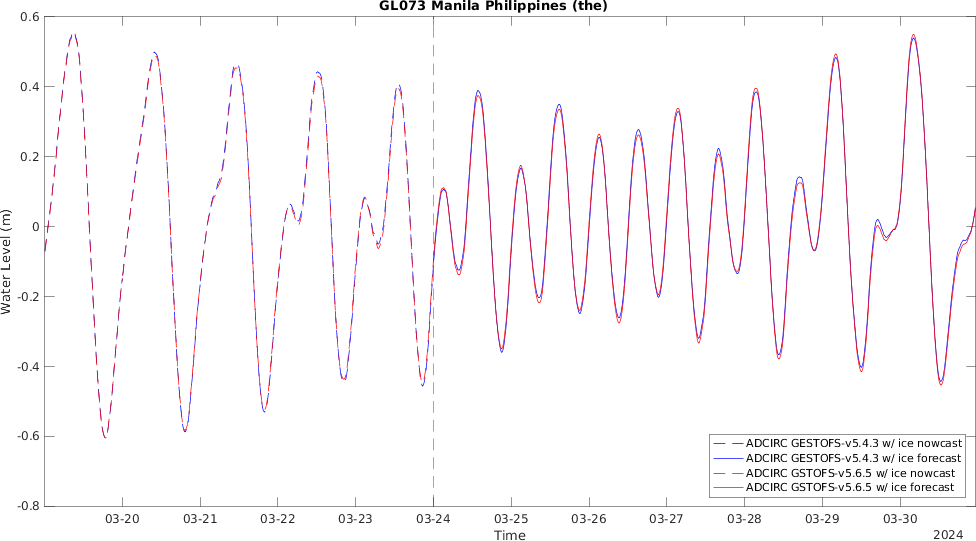 GL073 Manila Philippines (the)
Water Level (m)
0.6
0.4
0.2
0
-0.2
-0.4
-0.6
-0.8
ADCIRC GESTOFS-v5.4.3 w/ ice nowcast
ADCIRC GESTOFS-v5.4.3 w/ ice forecast
ADCIRC GSTOFS-v5.6.5 w/ ice nowcast
ADCIRC GSTOFS-v5.6.5 w/ ice forecast
03-20 03-21 03-22 03-23 03-24 03-25 03-26 03-27 03-28 03-29 03-30
Time
2024